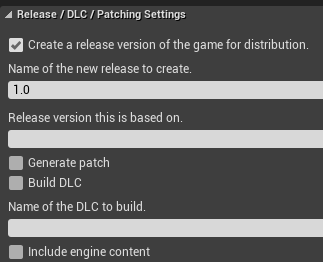 Release / DLC / Patching Settings
Create a release version of the game for distribution.
Name of the new release to create.
1.0
Release version this is based on.
Generate patch
Build DLC
Name of the DLC to build.
Include engine content